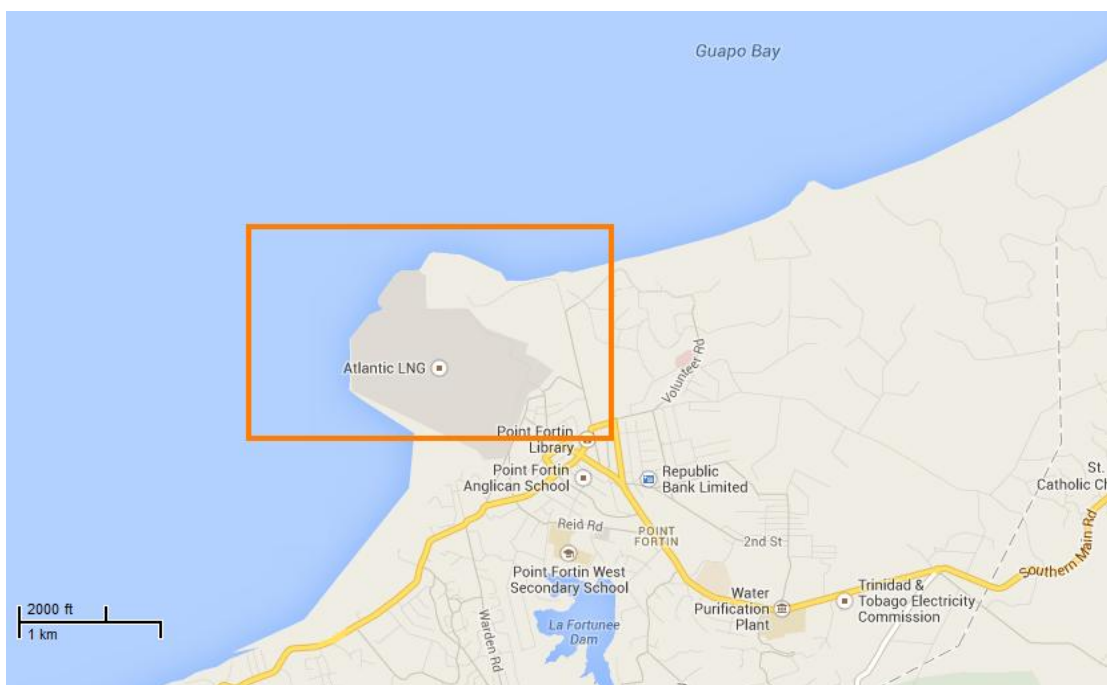 Guapo Bay
Atlantic LNG
Volunteer Rd
Point Fortin
Library
Point Fortin
Anglican School
Republic
Bank Limited
St.
Catholic Ch
Reid Rd
POINT
FORTIN
2nd St
Southern Main Rd
Point Fortin West
Secondary School
Water
Purification
Plant
Trinidad &
Tobago Electricity
Commission
2000 ft
1 km
Warden Rd
La Fortunee
Dam